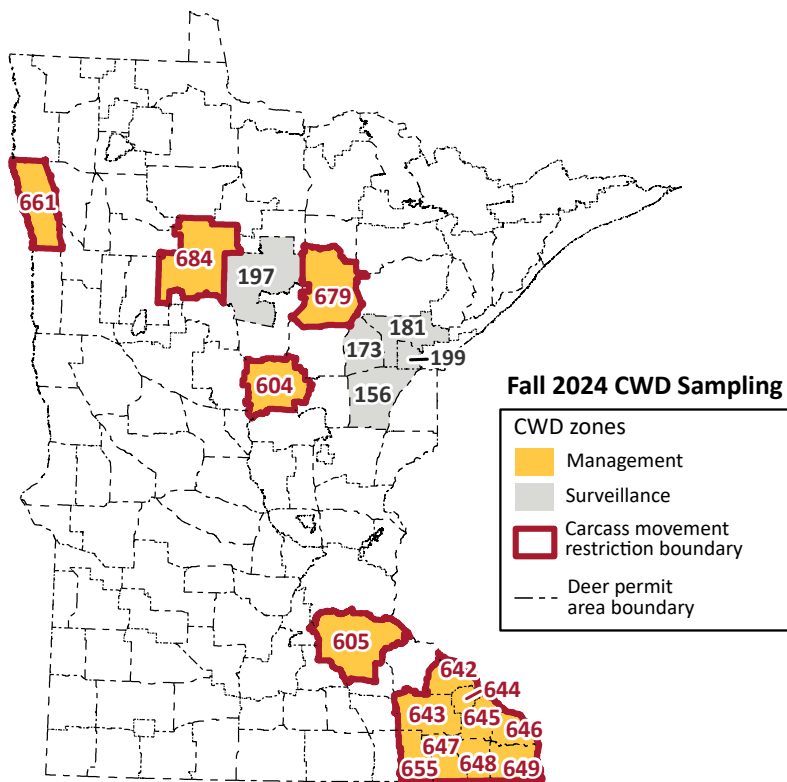 661
684
197
679
181
173
199
604
156
Fall 2024 CWD Sampling
CWD zones
Management
Surveillance
Carcass movement
restriction boundary
Deer permit
area boundary
605
642
644
643
645
646
647
655
648
649